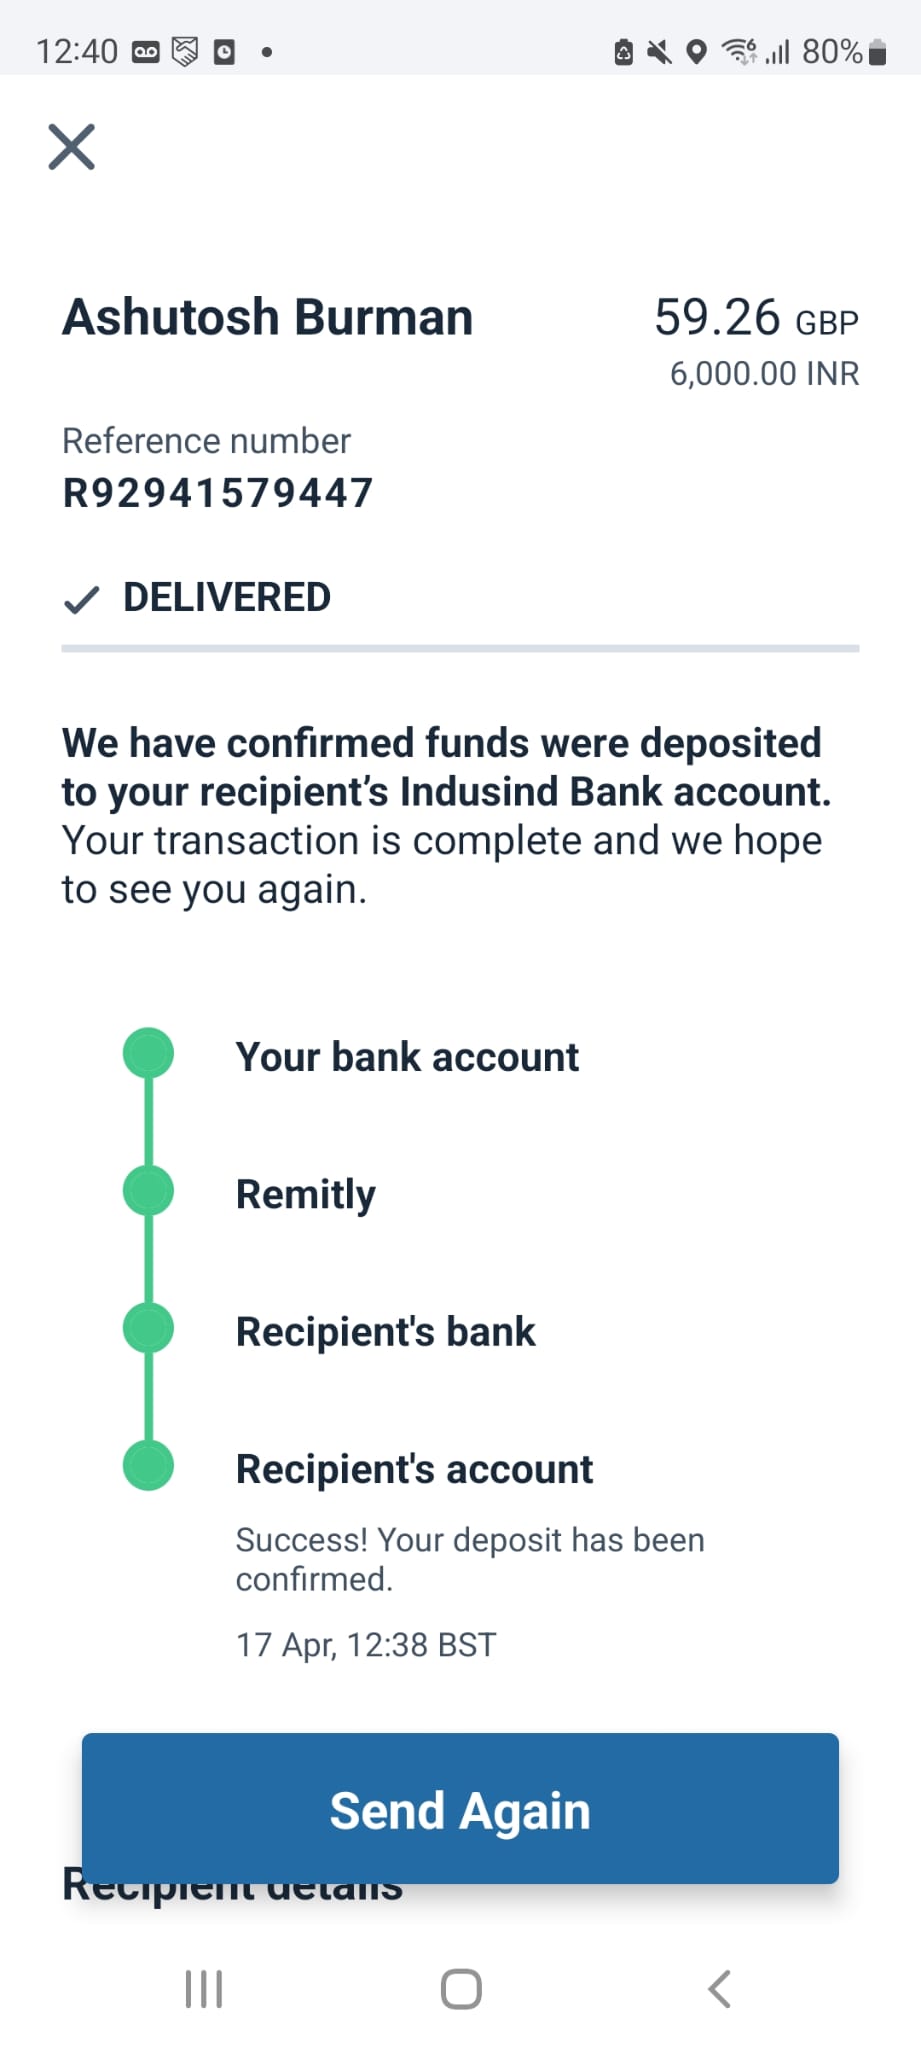 12:40
80%
Ashutosh Burman
59.26 GBP
6,000.00 INR
Reference number
R92941579447
DELIVERED
We have confirmed funds were deposited
to your recipient’s Indusind Bank account.
Your transaction is complete and we hope
to see you again.
Your bank account
Remitly
Recipient's bank
Recipient's account
Success! Your deposit has been
confirmed.
17 Apr, 12:38 BST
Send Again
Recipient details